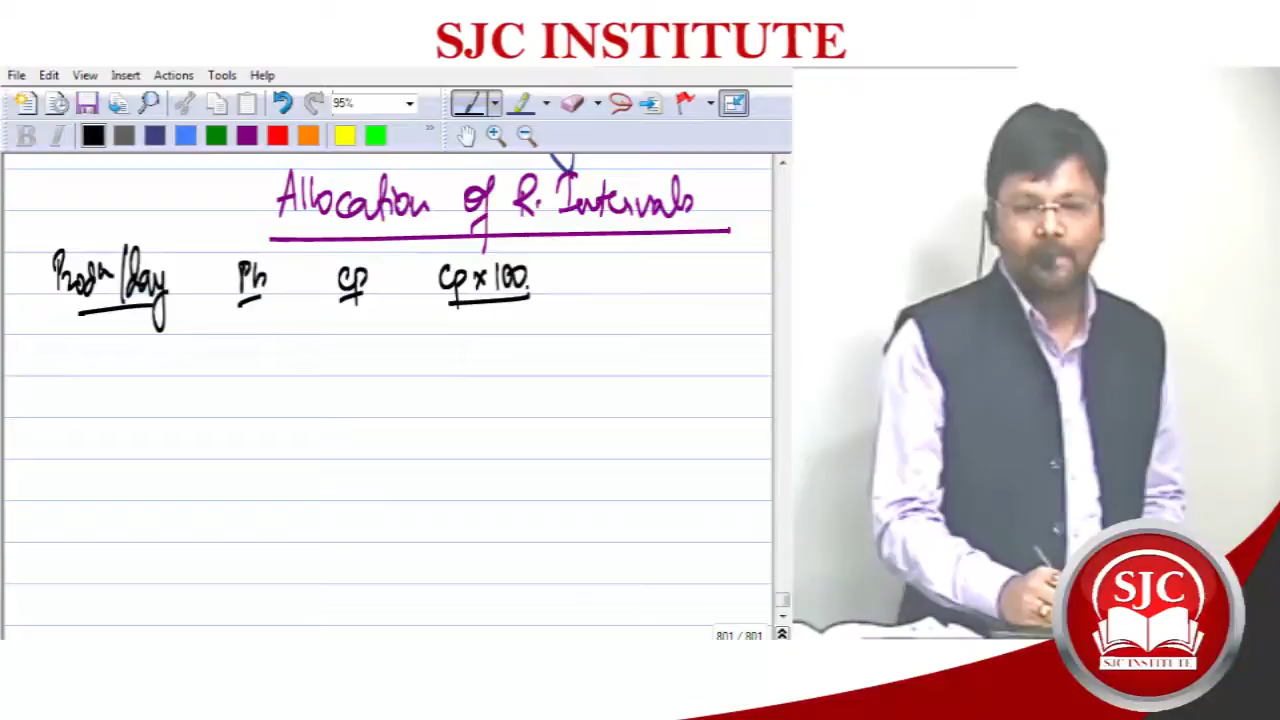 SJC INSTITUTE
File Edit View Insert Actions Tools Help
95%
B I
Allocation of R. Intervals
Prodn/day Pb Cp Cp x 100.
801 / 801
SJC
SJC INSTITUTE